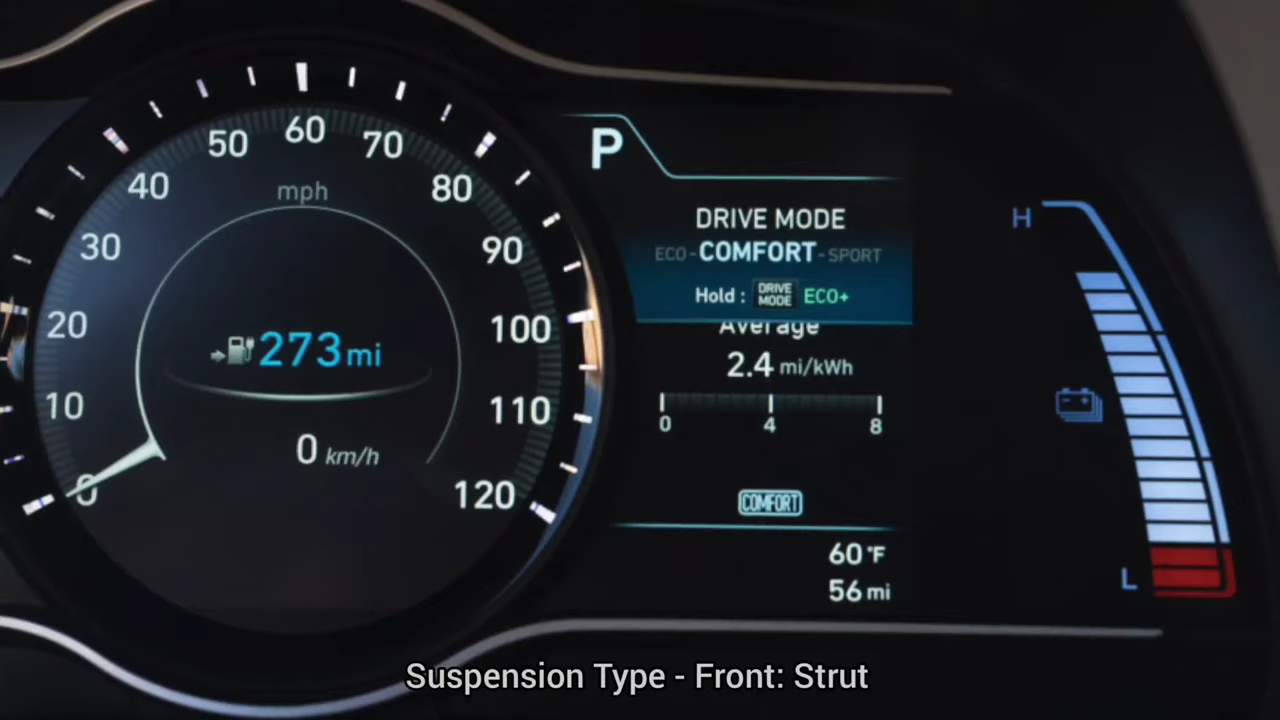 0
10
20
30
40
50
60
70
80
90
100
110
120
mph
273 mi
0 km/h
P
DRIVE MODE
ECO - COMFORT - SPORT
Hold : DRIVE MODE ECO+
Average
2.4 mi/kWh
0 4 8
COMFORT
60 °F
56 mi
H
L
Suspension Type - Front: Strut